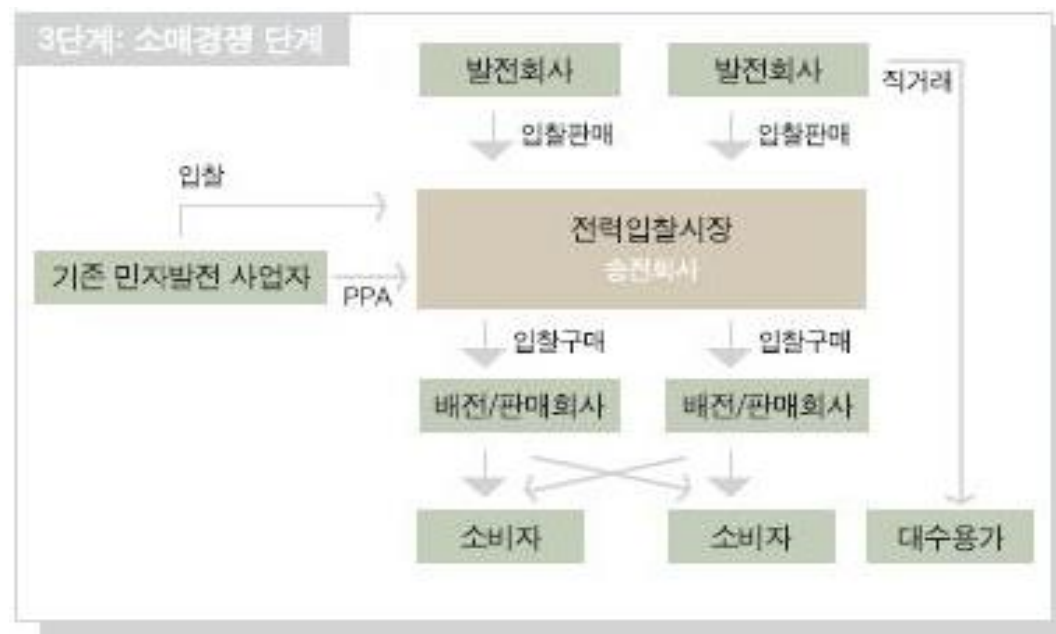 3단계: 소매경쟁 단계
발전회사
발전회사
직거래
입찰판매
입찰판매
입찰
전력입찰시장
송전회사
기존 민자발전 사업자
PPA
입찰구매
입찰구매
배전/판매회사
배전/판매회사
소비자
소비자
대수용가